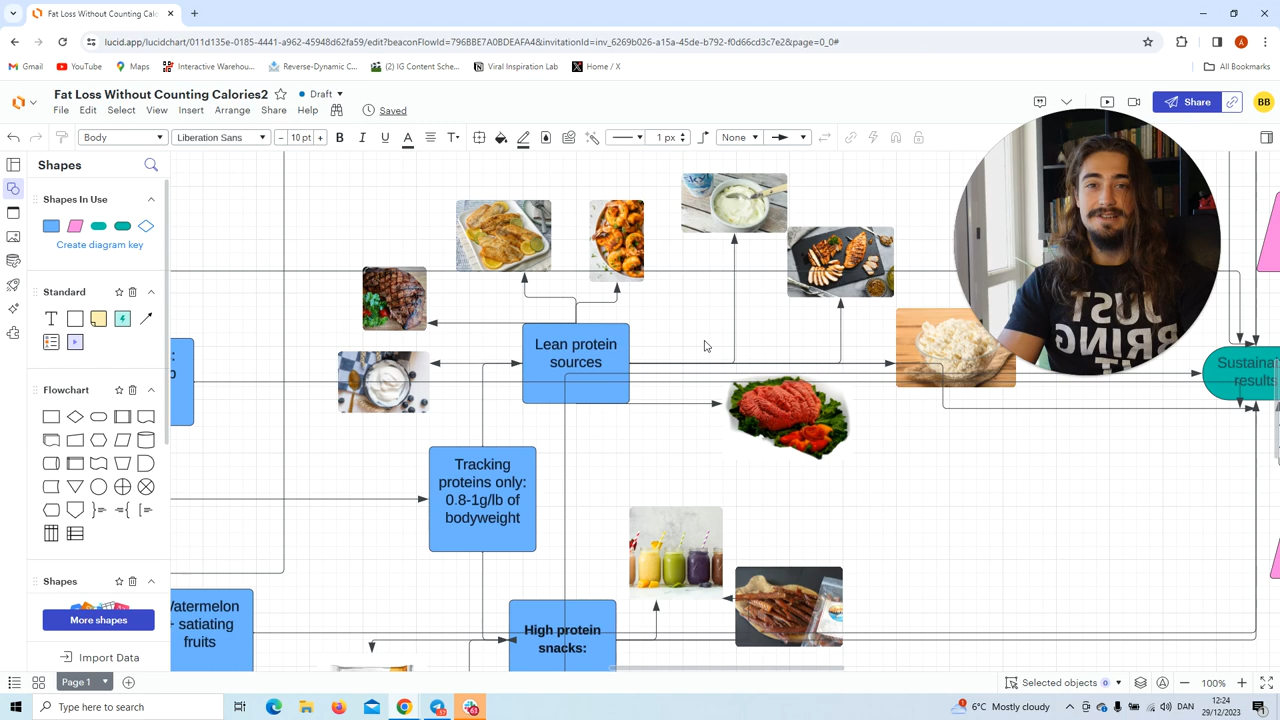 Fat Loss Without Counting Calo
lucid.app/lucidchart/011d135e-0185-4441-a962-45948d62fa59/edit?beaconFlowId=796BBE7A0BDEAFA4&invitationId=inv_6269b026-a15a-45de-b792-f0d66cd3c7e2&page=0_0#
Gmail
YouTube
Maps
Interactive Warehou...
Reverse-Dynamic C...
(2) IG Content Sche...
Viral Inspiration Lab
Home / X
All Bookmarks
Fat Loss Without Counting Calories2
Draft
File Edit Select View Insert Arrange Share Help
Saved
Share
BB
Body
Liberation Sans
10 pt
1 px
None
Shapes
Shapes In Use
Create diagram key
Standard
Flowchart
Shapes
More shapes
Import Data
Lean protein
sources
Tracking
proteins only:
0.8-1g/lb of
bodyweight
Watermelon
satiating
fruits
High protein
snacks:
Sustaina
results
JUST
BRING
Page 1
Selected objects 0
100%
Type here to search
6°C Mostly cloudy
DAN
12:24
29/12/2023